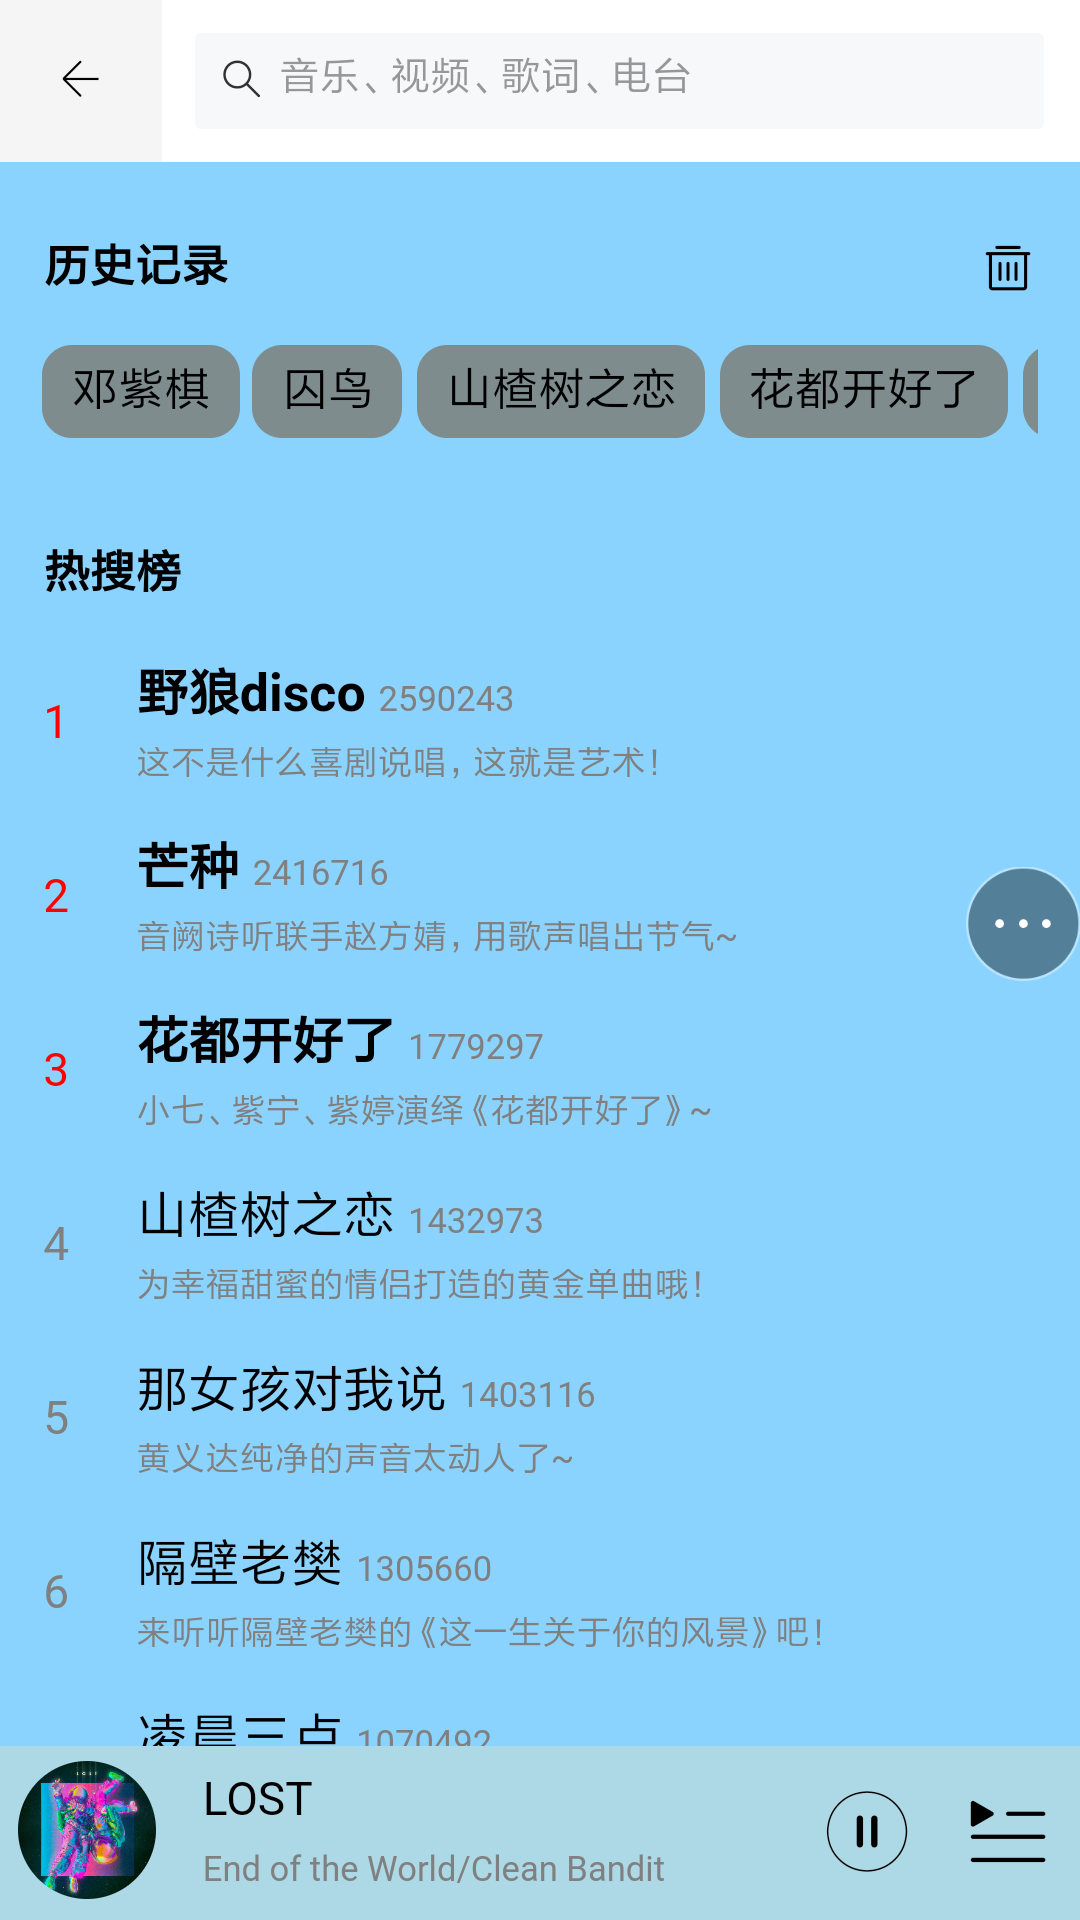 音乐、视频、歌词、电台
历史记录
邓紫棋 囚鸟 山楂树之恋 花都开好了
热搜榜
1 野狼disco 2590243
这不是什么喜剧说唱，这就是艺术！
2 芒种 2416716
音阙诗听联手赵方婧，用歌声唱出节气~
3 花都开好了 1779297
小七、紫宁、紫婷演绎《花都开好了》~
4 山楂树之恋 1432973
为幸福甜蜜的情侣打造的黄金单曲哦！
5 那女孩对我说 1403116
黄义达纯净的声音太动人了~
6 隔壁老樊 1305660
来听听隔壁老樊的《这一生关于你的风景》吧！
凌晨三点 1070492
LOST
LOST
End of the World/Clean Bandit